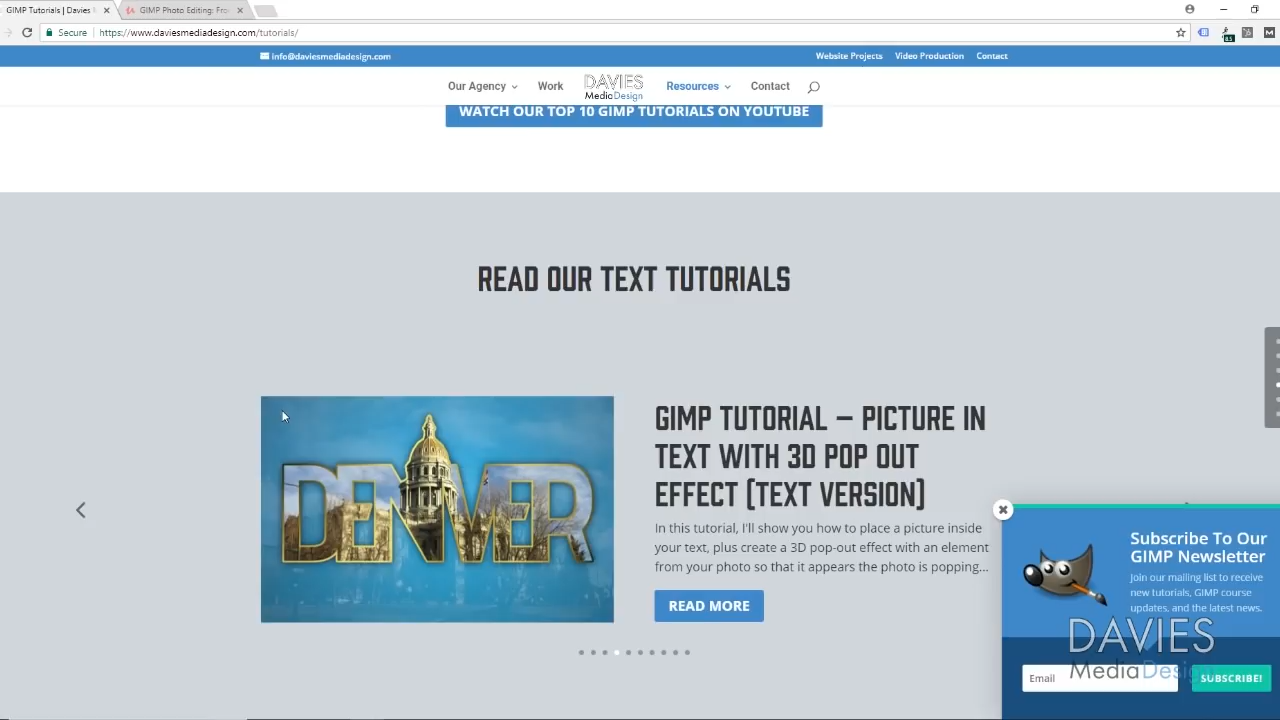 GIMP Tutorials | Davies
GIMP Photo Editing: Fro
Secure
https://www.daviesmediadesign.com/tutorials/
info@daviesmediadesign.com
Website Projects
Video Production
Contact
Our Agency
Work
DAVIES
MediaDesign
Resources
Contact
WATCH OUR TOP 10 GIMP TUTORIALS ON YOUTUBE
READ OUR TEXT TUTORIALS
DENVER
GIMP TUTORIAL – PICTURE IN
TEXT WITH 3D POP OUT
EFFECT (TEXT VERSION)
In this tutorial, I'll show you how to place a picture inside
your text, plus create a 3D pop-out effect with an element
from your photo so that it appears the photo is popping...
READ MORE
Subscribe To Our
GIMP Newsletter
Join our mailing list to receive
new tutorials, GIMP course
updates, and the latest news.
DAVIES
MediaDesign
Email
SUBSCRIBE!